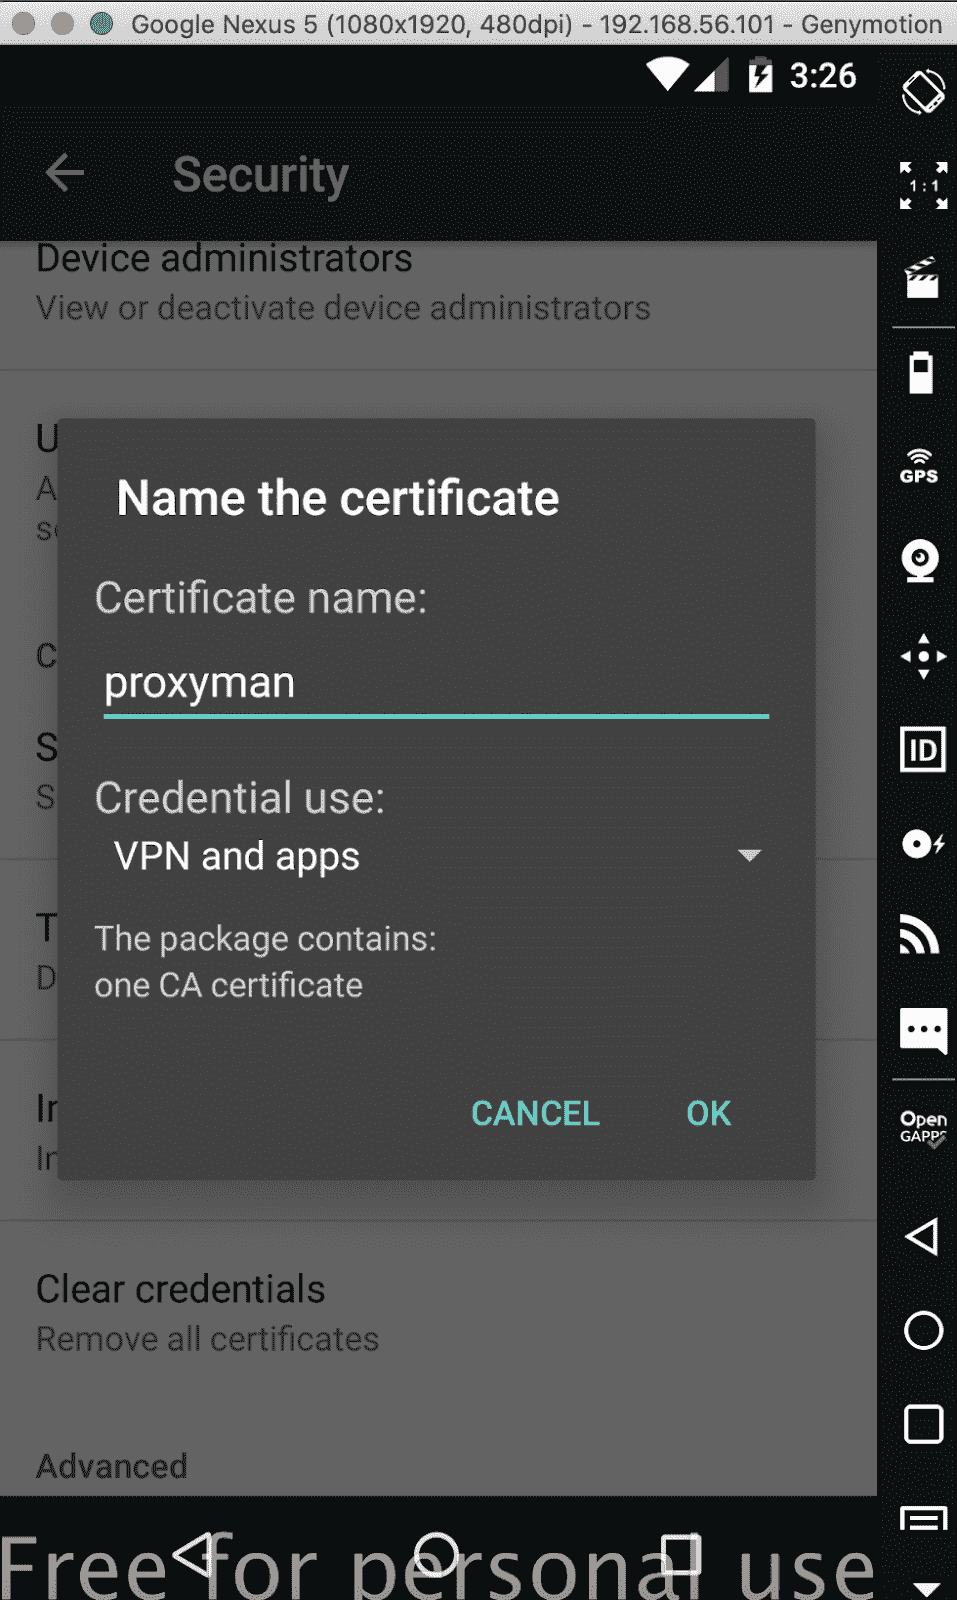 Google Nexus 5 (1080x1920, 480dpi) - 192.168.56.101 - Genymotion
3:26
Security
1:1
Device administrators
View or deactivate device administrators
GPS
U
A
Name the certificate
Certificate name:
C
proxyman
S
ID
S
Credential use:
VPN and apps
T
The package contains:
D
one CA certificate
In
CANCEL OK
Open
GAPPS
In
Clear credentials
Remove all certificates
Advanced
Free for personal use